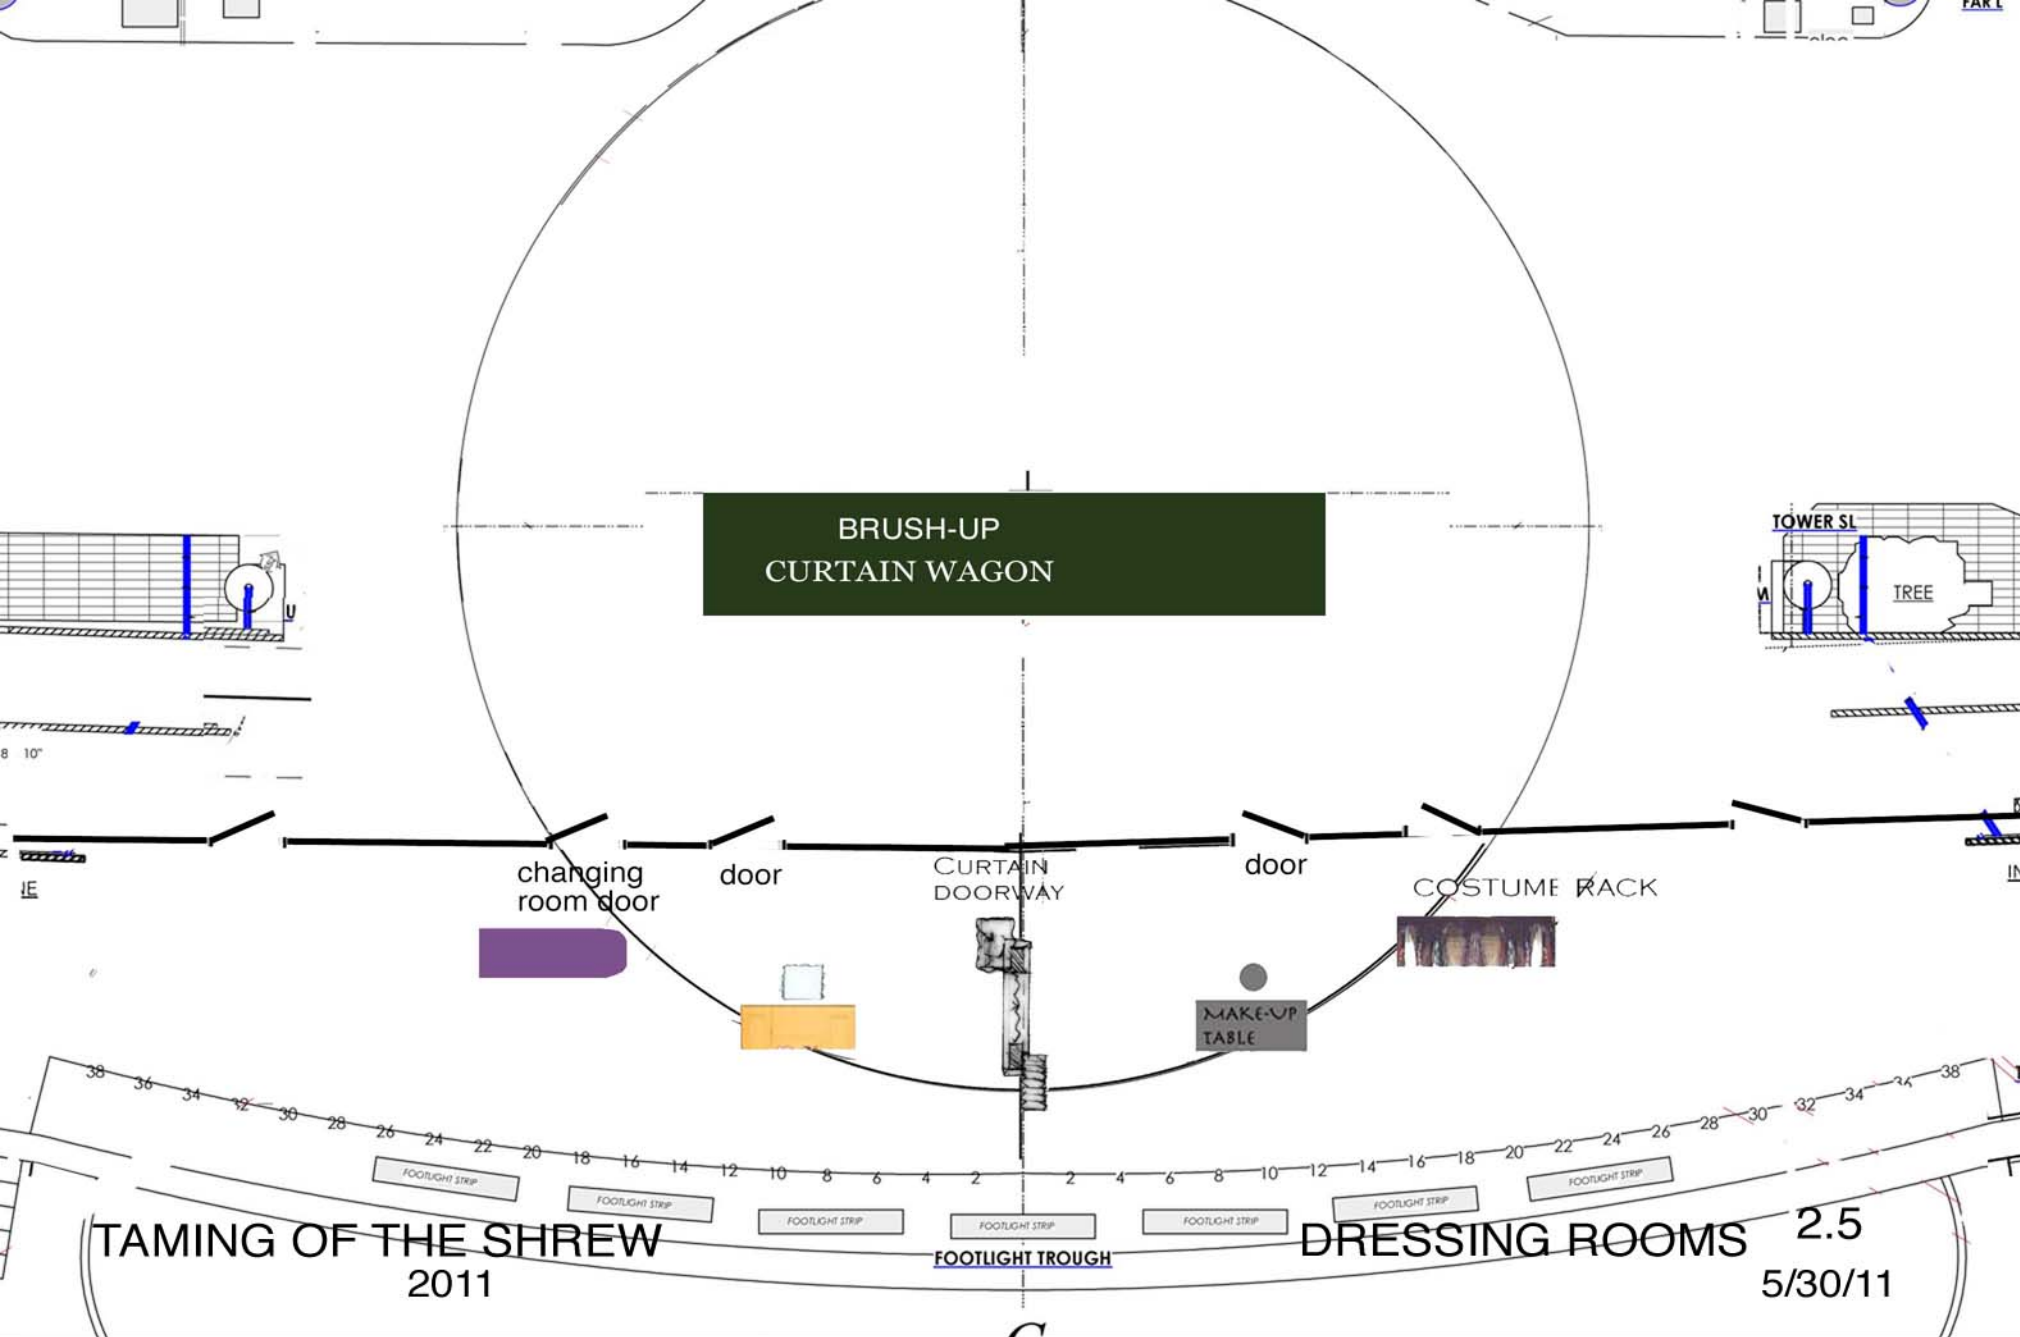 FAR L
elec
BRUSH-UP
CURTAIN WAGON
TOWER SL
TREE
U
8 10"
changing
room door
door
CURTAIN
DOORWAY
door
COSTUME RACK
MAKE-UP
TABLE
38 36 34 32 30 28 26 24 22 20 18 16 14 12 10 8 6 4 2 2 4 6 8 10 12 14 16 18 20 22 24 26 28 30 32 34 36 38
FOOTLIGHT STRIP
FOOTLIGHT STRIP
FOOTLIGHT STRIP
FOOTLIGHT STRIP
FOOTLIGHT STRIP
FOOTLIGHT STRIP
FOOTLIGHT STRIP
FOOTLIGHT TROUGH
TAMING OF THE SHREW
2011
DRESSING ROOMS
2.5
5/30/11